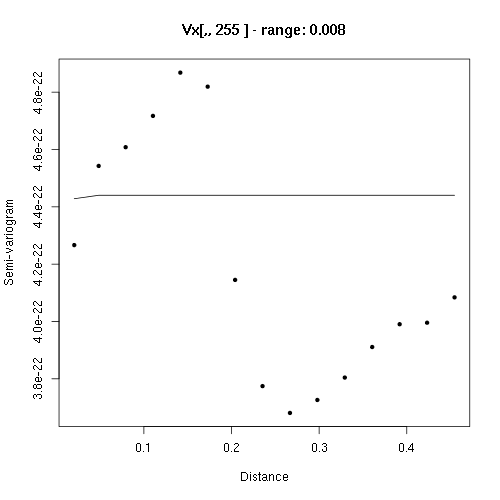 Vx[,, 255 ] - range: 0.008
Semi-variogram
4.8e-22
4.6e-22
4.4e-22
4.2e-22
4.0e-22
3.8e-22
0.1 0.2 0.3 0.4
Distance